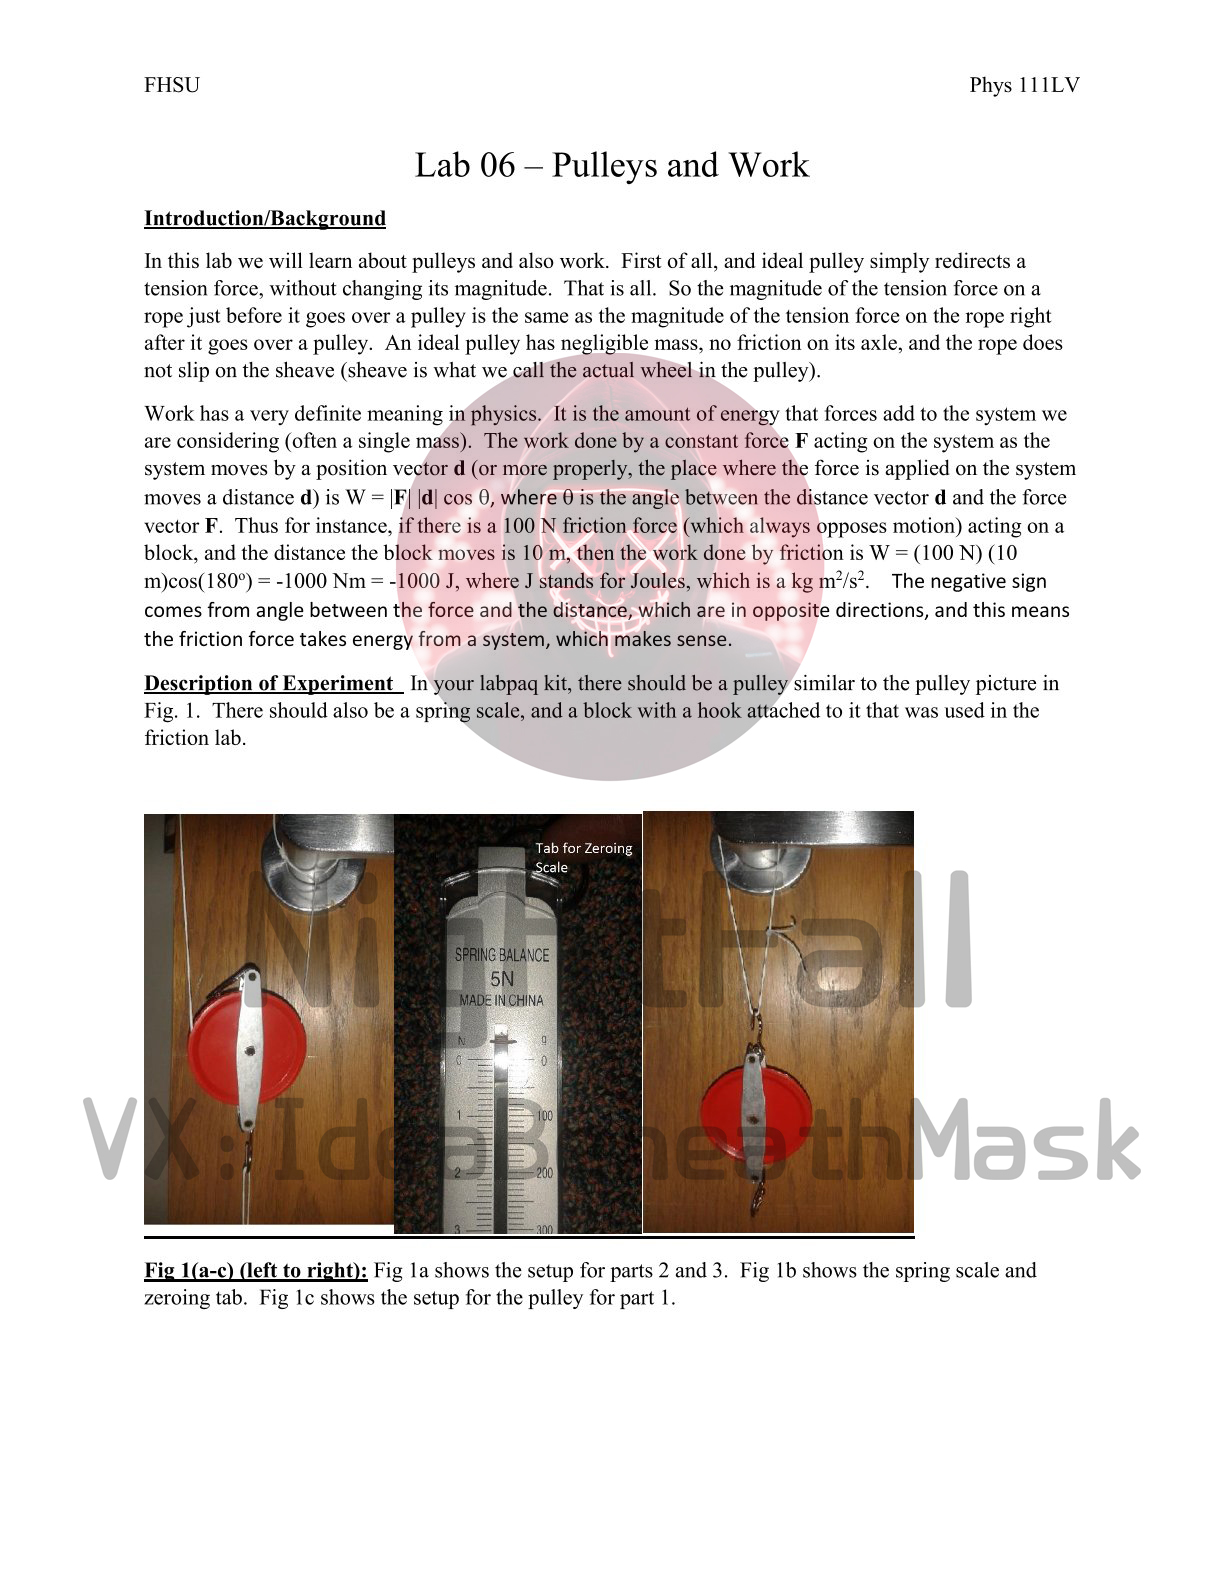 FHSU Phys 111LV
Lab 06 – Pulleys and Work
Introduction/Background
In this lab we will learn about pulleys and also work. First of all, and ideal pulley simply redirects a
tension force, without changing its magnitude. That is all. So the magnitude of the tension force on a
rope just before it goes over a pulley is the same as the magnitude of the tension force on the rope right
after it goes over a pulley. An ideal pulley has negligible mass, no friction on its axle, and the rope does
not slip on the sheave (sheave is what we call the actual wheel in the pulley).
Work has a very definite meaning in physics. It is the amount of energy that forces add to the system we
are considering (often a single mass). The work done by a constant force F acting on the system as the
system moves by a position vector d (or more properly, the place where the force is applied on the system
moves a distance d) is W = |F| |d| cos θ, where θ is the angle between the distance vector d and the force
vector F. Thus for instance, if there is a 100 N friction force (which always opposes motion) acting on a
block, and the distance the block moves is 10 m, then the work done by friction is W = (100 N) (10
m)cos(180º) = -1000 Nm = -1000 J, where J stands for Joules, which is a kg m²/s². The negative sign
comes from angle between the force and the distance, which are in opposite directions, and this means
the friction force takes energy from a system, which makes sense.
Description of Experiment In your labpaq kit, there should be a pulley similar to the pulley picture in
Fig. 1. There should also be a spring scale, and a block with a hook attached to it that was used in the
friction lab.
Tab for Zeroing
Scale
SPRING BALANCE
5N
MADE IN CHINA
N g
0 0
1 100
2 200
3 300
Nightfall
VX: IdeaBeneathMask
Fig 1(a-c) (left to right): Fig 1a shows the setup for parts 2 and 3. Fig 1b shows the spring scale and
zeroing tab. Fig 1c shows the setup for the pulley for part 1.